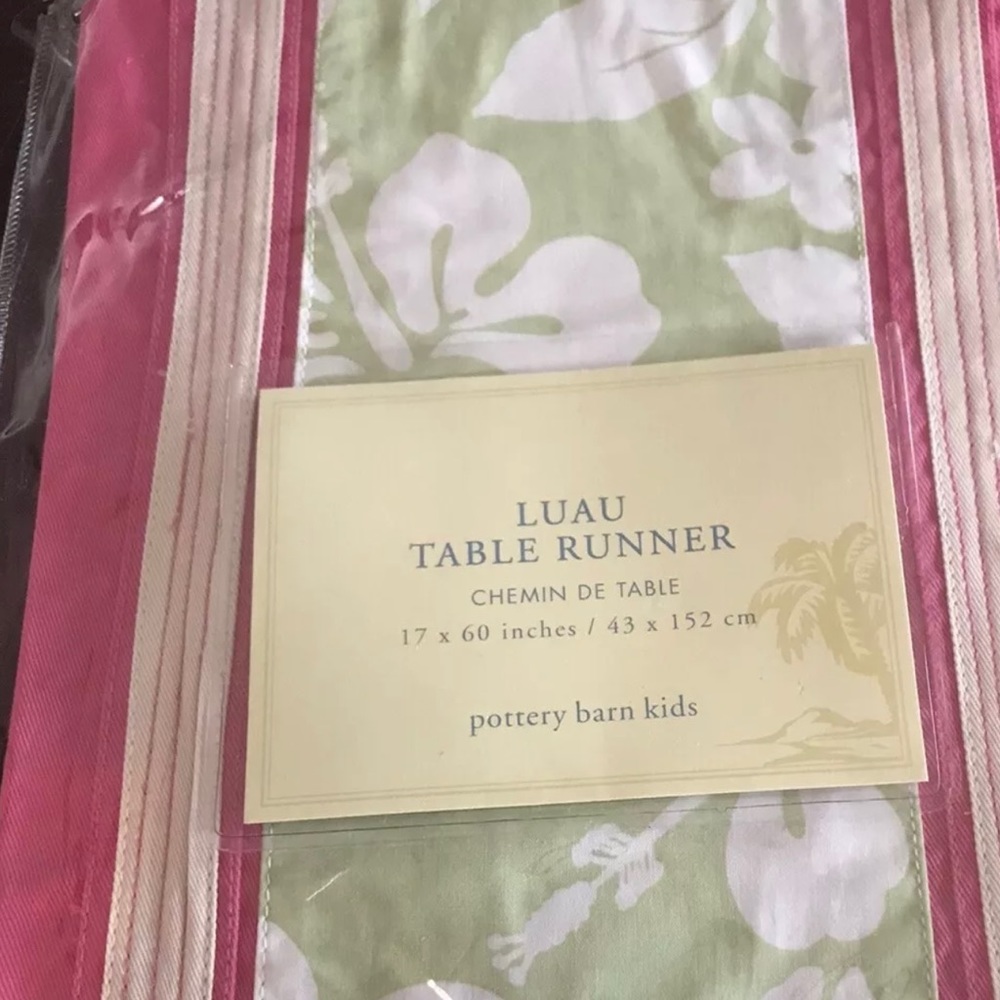 LUAU
TABLE RUNNER
CHEMIN DE TABLE
17 x 60 inches / 43 x 152 cm
pottery barn kids